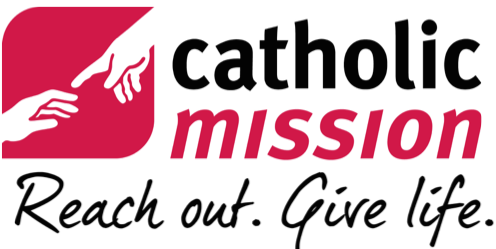 catholic
mission
Reach out. Give life.